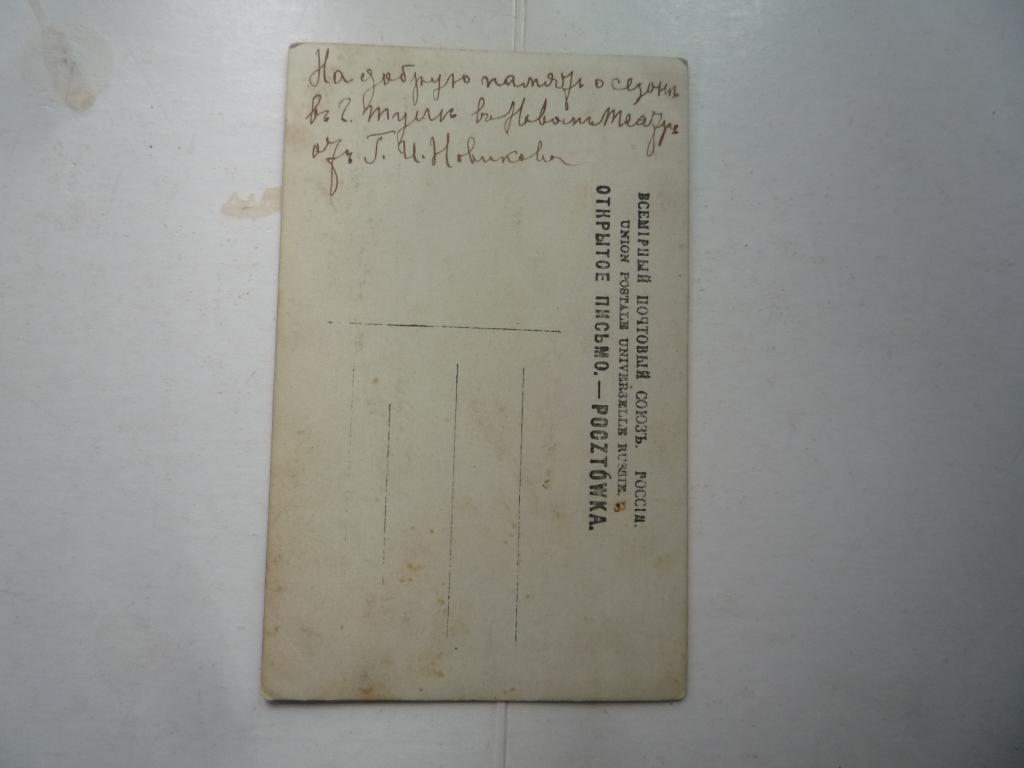 На добрую память о сезонѣ
въ г. Тулѣ въ Новомъ Театрѣ
отъ Г. И. Новикова
ВСЕМІРНЫЙ ПОЧТОВЫЙ СОЮЗЪ. РОССІЯ.
UNION POSTALE UNIVERSELLE RUSSIE.
ОТКРЫТОЕ ПИСЬМО.—POCZTÓWKA.